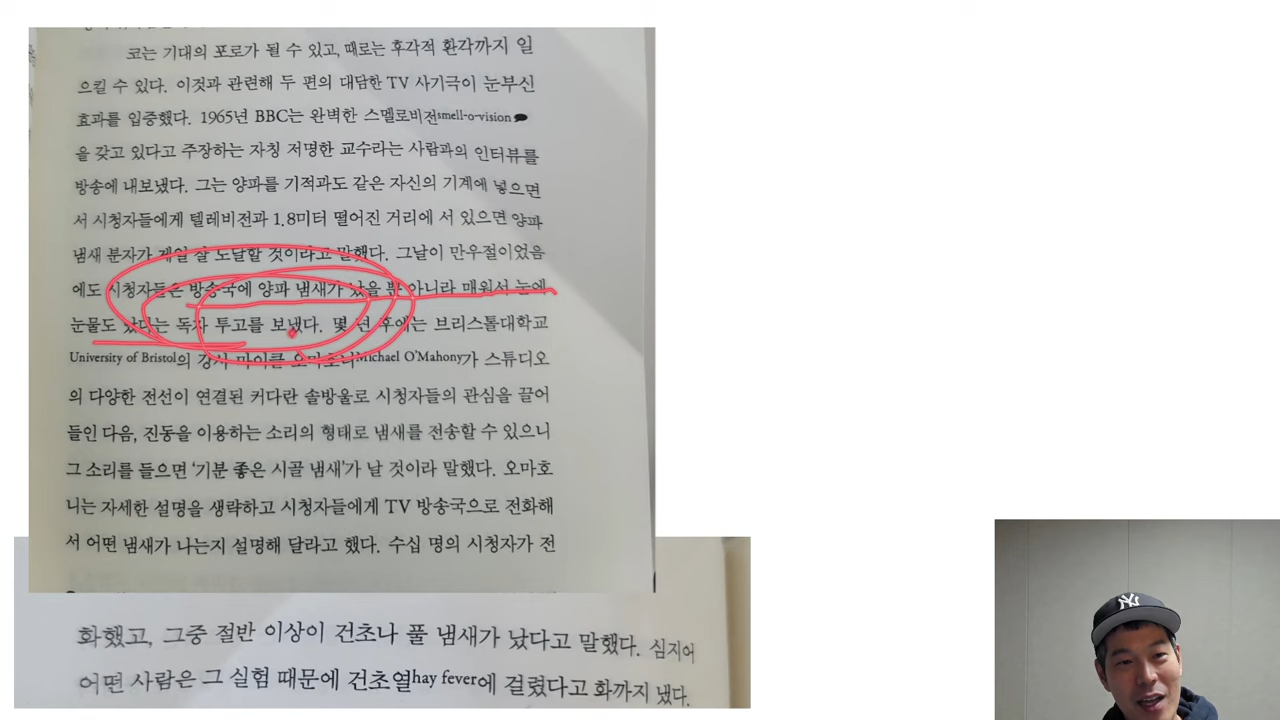 코는 기대의 포로가 될 수 있고, 때로는 후각적 환각까지 일
으킬 수 있다. 이것과 관련해 두 편의 대담한 TV 사기극이 눈부신
효과를 입증했다. 1965년 BBC는 완벽한 스멜로비전smell-o-vision
을 갖고 있다고 주장하는 자칭 저명한 교수라는 사람과의 인터뷰를
방송에 내보냈다. 그는 양파를 기적과도 같은 자신의 기계에 넣으면
서 시청자들에게 텔레비전과 1.8미터 떨어진 거리에 서 있으면 양파
냄새 분자가 제일 잘 도달할 것이라고 말했다. 그날이 만우절이었음
에도 시청자들은 방송국에 양파 냄새가 났을 뿐 아니라 매워서 눈에
눈물도 났다는 독자 투고를 보냈다. 몇 년 후에는 브리스톨대학교
University of Bristol의 강사 마이클 오마호니Michael O'Mahony가 스튜디오
의 다양한 전선이 연결된 커다란 솔방울로 시청자들의 관심을 끌어
들인 다음, 진동을 이용하는 소리의 형태로 냄새를 전송할 수 있으니
그 소리를 들으면 '기분 좋은 시골 냄새'가 날 것이라 말했다. 오마호
니는 자세한 설명을 생략하고 시청자들에게 TV 방송국으로 전화해
서 어떤 냄새가 나는지 설명해 달라고 했다. 수십 명의 시청자가 전
화했고, 그중 절반 이상이 건초나 풀 냄새가 났다고 말했다. 심지어
어떤 사람은 그 실험 때문에 건초열hay fever에 걸렸다고 화까지 냈다.
NY